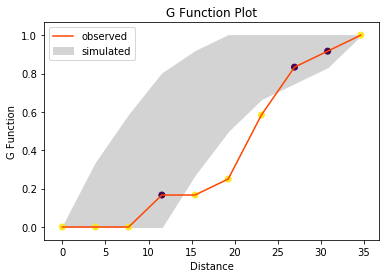 G Function Plot
observed
simulated
G Function
1.0
0.8
0.6
0.4
0.2
0.0
0 5 10 15 20 25 30 35
Distance